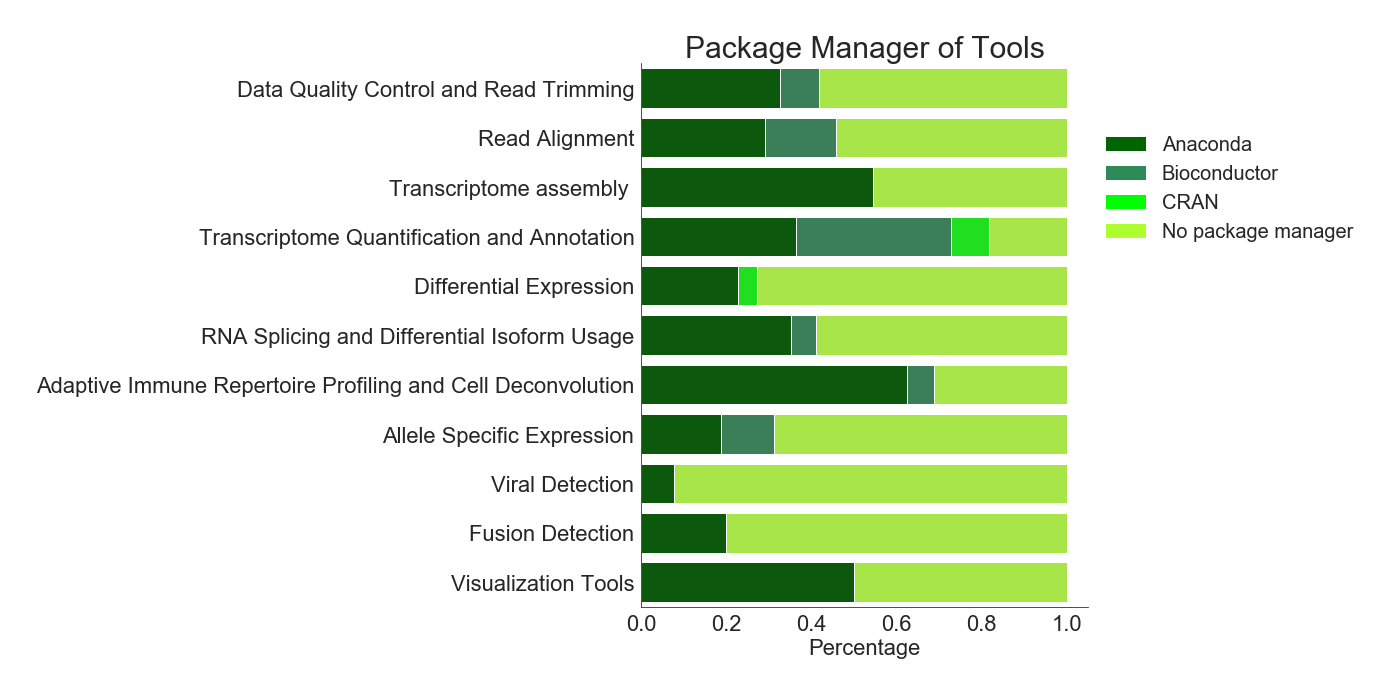 Package Manager of Tools
Data Quality Control and Read Trimming
Read Alignment
Transcriptome assembly
Transcriptome Quantification and Annotation
Differential Expression
RNA Splicing and Differential Isoform Usage
Adaptive Immune Repertoire Profiling and Cell Deconvolution
Allele Specific Expression
Viral Detection
Fusion Detection
Visualization Tools
0.0 0.2 0.4 0.6 0.8 1.0
Percentage
Anaconda
Bioconductor
CRAN
No package manager